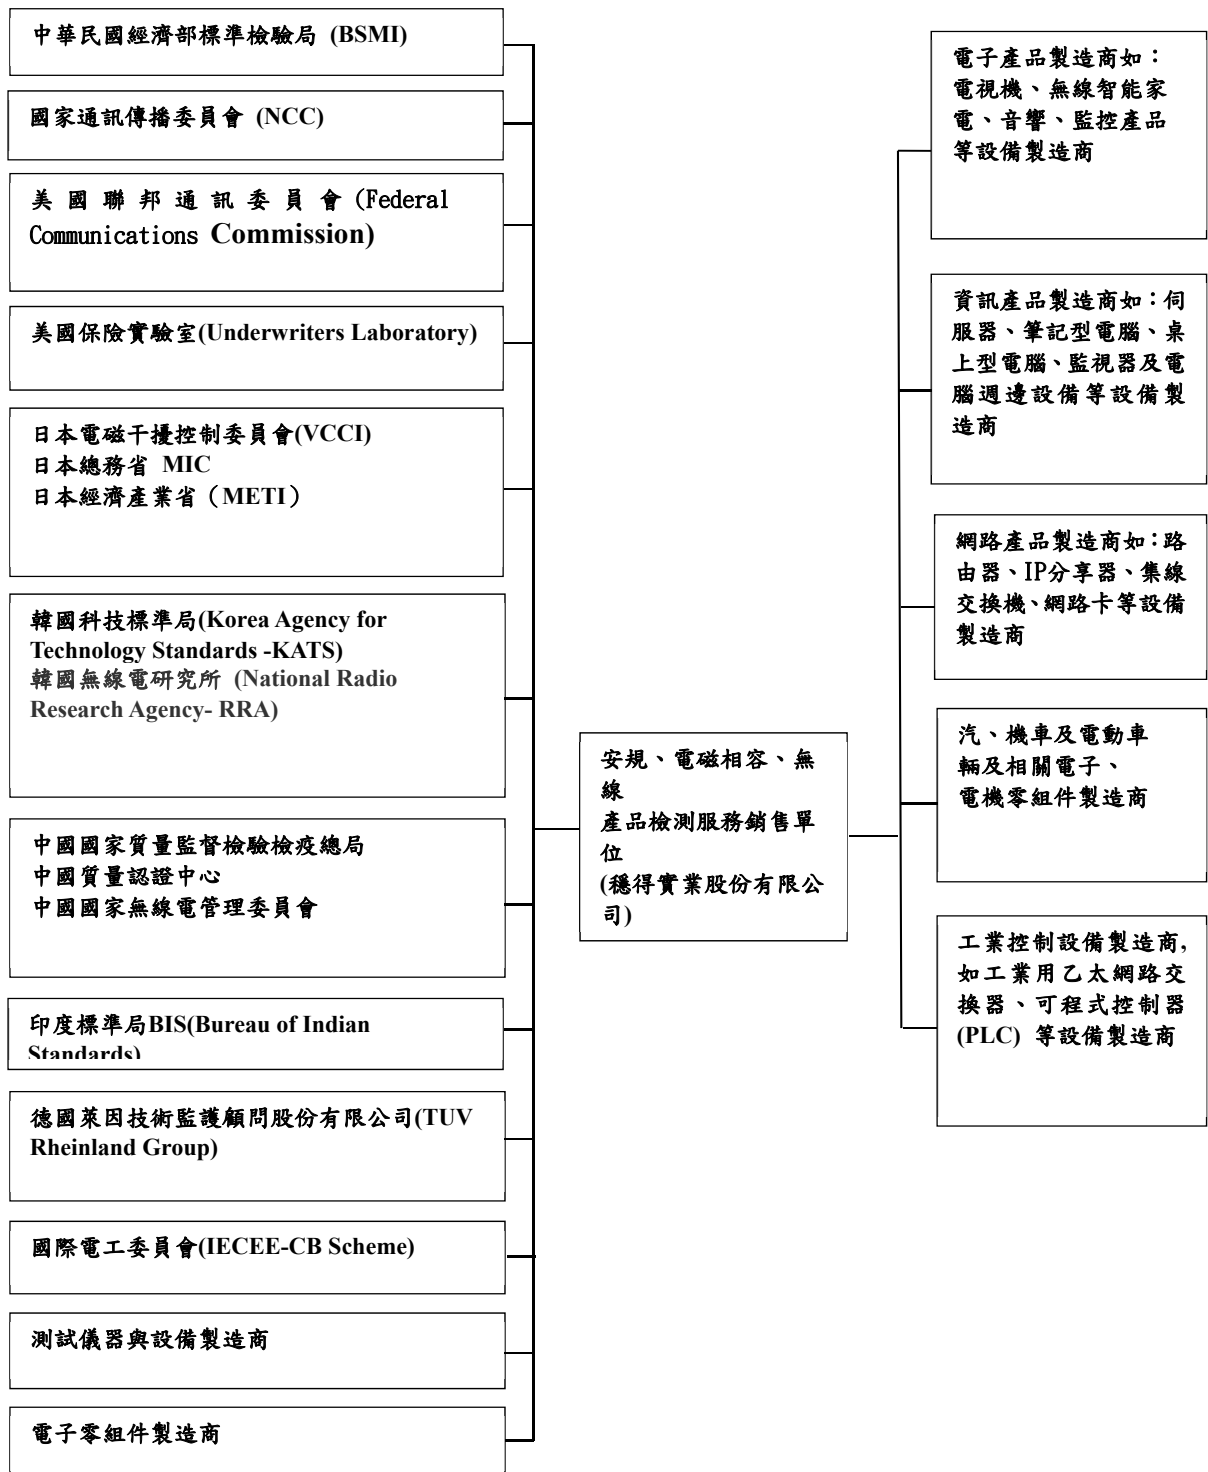 中華民國經濟部標準檢驗局 (BSMI)
國家通訊傳播委員會 (NCC)
美國聯邦通訊委員會(Federal
Communications Commission)
美國保險實驗室(Underwriters Laboratory)
日本電磁干擾控制委員會(VCCI)
日本總務省 MIC
日本經濟產業省（METI）
韓國科技標準局(Korea Agency for
Technology Standards -KATS)
韓國無線電研究所 (National Radio
Research Agency- RRA)
中國國家質量監督檢驗檢疫總局
中國質量認證中心
中國國家無線電管理委員會
印度標準局BIS(Bureau of Indian
Standards)
德國萊因技術監護顧問股份有限公司(TUV
Rheinland Group)
國際電工委員會(IECEE-CB Scheme)
測試儀器與設備製造商
電子零組件製造商
安規、電磁相容、無
線
產品檢測服務銷售單
位
(穩得實業股份有限公
司)
電子產品製造商如：
電視機、無線智能家
電、音響、監控產品
等設備製造商
資訊產品製造商如：伺
服器、筆記型電腦、桌
上型電腦、監視器及電
腦週邊設備等設備製
造商
網路產品製造商如：路
由器、IP分享器、集線
交換機、網路卡等設備
製造商
汽、機車及電動車
輛及相關電子、
電機零組件製造商
工業控制設備製造商,
如工業用乙太網路交
換器、可程式控制器
(PLC) 等設備製造商